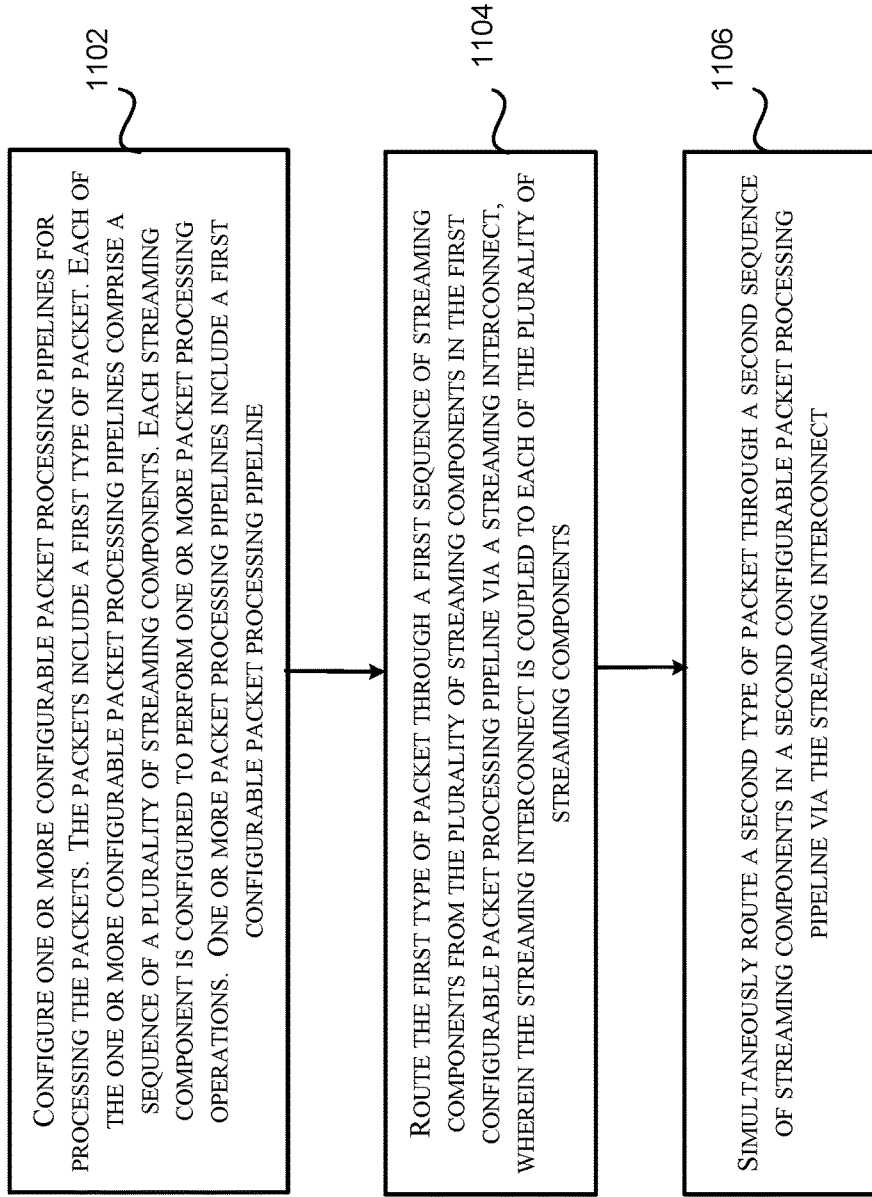 CONFIGURE ONE OR MORE CONFIGURABLE PACKET PROCESSING PIPELINES FOR
PROCESSING THE PACKETS. THE PACKETS INCLUDE A FIRST TYPE OF PACKET. EACH OF
THE ONE OR MORE CONFIGURABLE PACKET PROCESSING PIPELINES COMPRISE A
SEQUENCE OF A PLURALITY OF STREAMING COMPONENTS. EACH STREAMING
COMPONENT IS CONFIGURED TO PERFORM ONE OR MORE PACKET PROCESSING
OPERATIONS. ONE OR MORE PACKET PROCESSING PIPELINES INCLUDE A FIRST
CONFIGURABLE PACKET PROCESSING PIPELINE
1102
ROUTE THE FIRST TYPE OF PACKET THROUGH A FIRST SEQUENCE OF STREAMING
COMPONENTS FROM THE PLURALITY OF STREAMING COMPONENTS IN THE FIRST
CONFIGURABLE PACKET PROCESSING PIPELINE VIA A STREAMING INTERCONNECT,
WHEREIN THE STREAMING INTERCONNECT IS COUPLED TO EACH OF THE PLURALITY OF
STREAMING COMPONENTS
1104
SIMULTANEOUSLY ROUTE A SECOND TYPE OF PACKET THROUGH A SECOND SEQUENCE
OF STREAMING COMPONENTS IN A SECOND CONFIGURABLE PACKET PROCESSING
PIPELINE VIA THE STREAMING INTERCONNECT
1106